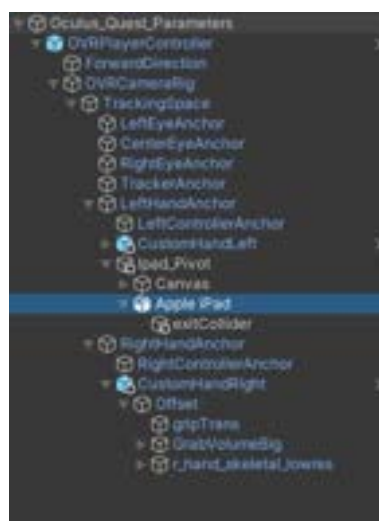 Oculus_Quest_Parameters
OVRPlayerController
ForwardDirection
OVRCameraRig
TrackingSpace
LeftEyeAnchor
CenterEyeAnchor
RightEyeAnchor
TrackerAnchor
LeftHandAnchor
LeftControllerAnchor
CustomHandLeft
Ipad_Pivot
Canvas
Apple iPad
exitCollider
RightHandAnchor
RightControllerAnchor
CustomHandRight
Offset
gripTrans
GrabVolumeBig
r_hand_skeletal_lowres